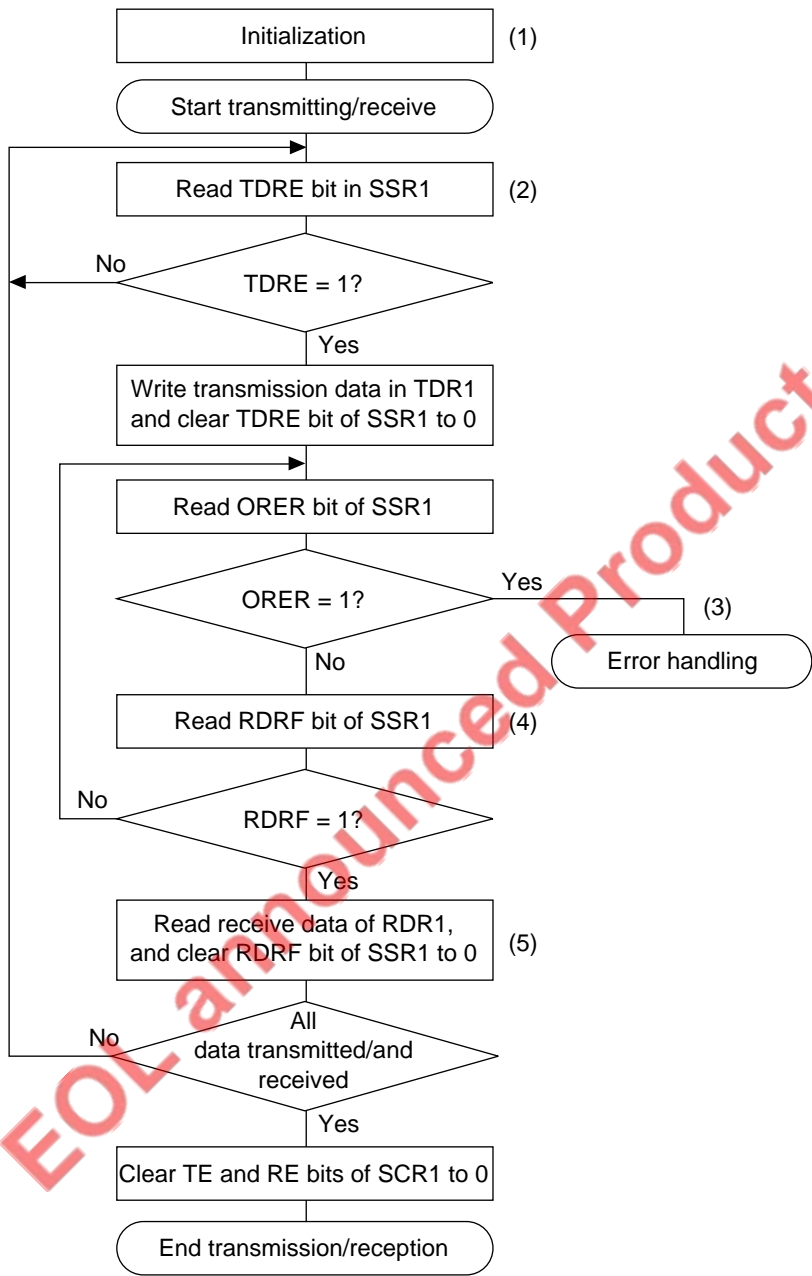 Initialization
(1)
Start transmitting/receive
Read TDRE bit in SSR1
(2)
No
TDRE = 1?
Yes
Write transmission data in TDR1
and clear TDRE bit of SSR1 to 0
Read ORER bit of SSR1
ORER = 1?
Yes
(3)
Error handling
No
Read RDRF bit of SSR1
(4)
No
RDRF = 1?
Yes
Read receive data of RDR1,
and clear RDRF bit of SSR1 to 0
(5)
No
All
data transmitted/and
received
Yes
Clear TE and RE bits of SCR1 to 0
End transmission/reception
EOL announced Product